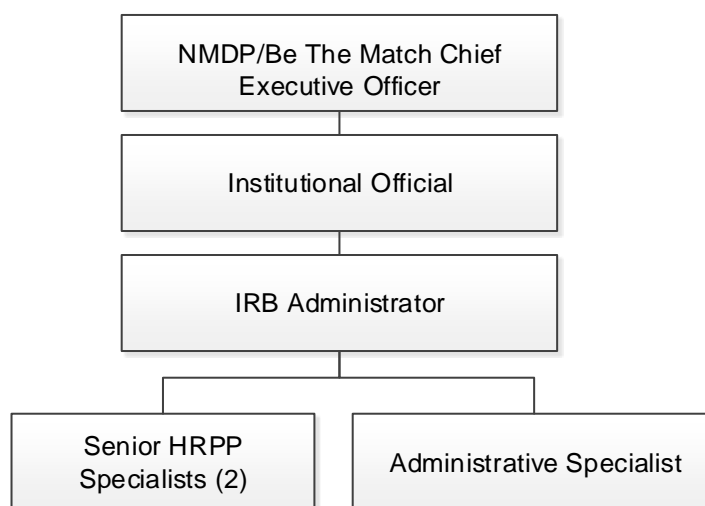 NMDP/Be The Match Chief
Executive Officer
Institutional Official
IRB Administrator
Senior HRPP
Specialists (2)
Administrative Specialist